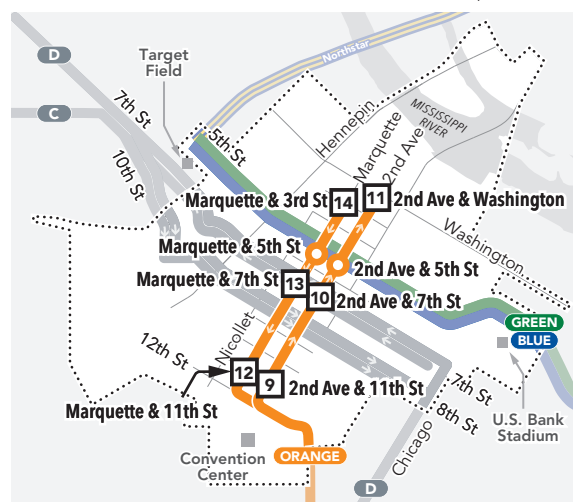 D
Target
Field
Northstar
C
7th St
10th St
5th St
Hennepin
MISSISSIPPI
RIVER
Marquette
2nd Ave
Marquette & 3rd St
14
11
2nd Ave & Washington
Washington
Marquette & 5th St
2nd Ave & 5th St
Marquette & 7th St
13
10
2nd Ave & 7th St
GREEN
BLUE
Nicollet
12th St
12
9
2nd Ave & 11th St
Marquette & 11th St
7th St
8th St
U.S. Bank
Stadium
Chicago
Convention
Center
ORANGE
D